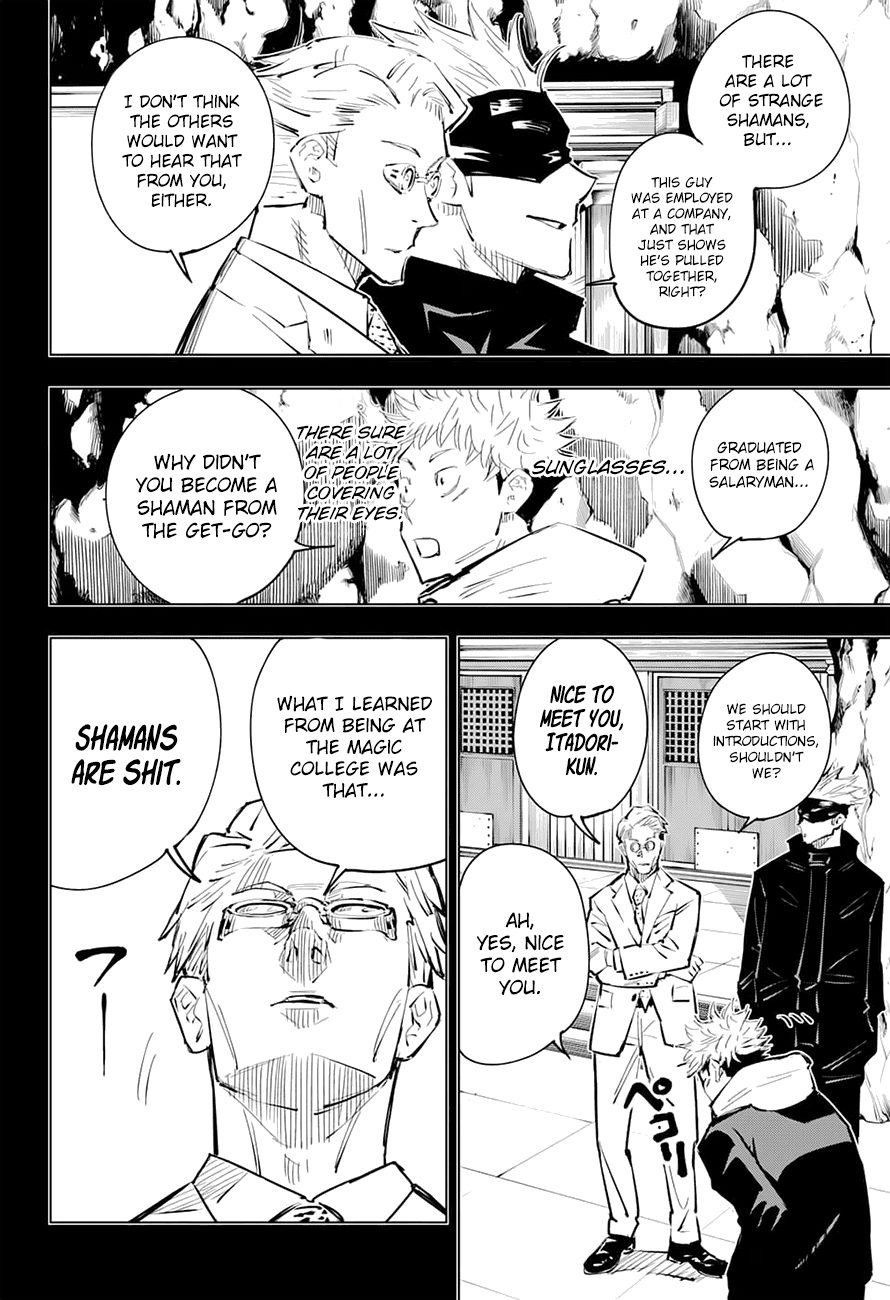 THERE
ARE A LOT
OF STRANGE
SHAMANS,
BUT...
THIS GUY
WAS EMPLOYED
AT A COMPANY,
AND THAT
JUST SHOWS
HE'S PULLED
TOGETHER,
RIGHT?
I DON'T THINK
THE OTHERS
WOULD WANT
TO HEAR THAT
FROM YOU,
EITHER.
GRADUATED
FROM BEING A
SALARYMAN...
SUNGLASSES...
THERE SURE
ARE A LOT
OF PEOPLE
COVERING
THEIR EYES.
WHY DIDN'T
YOU BECOME A
SHAMAN FROM
THE GET-GO?
WE SHOULD
START WITH
INTRODUCTIONS,
SHOULDN'T
WE?
NICE TO
MEET YOU,
ITADORI-
KUN.
AH,
YES, NICE
TO MEET
YOU.
ペコリ
WHAT I LEARNED
FROM BEING AT
THE MAGIC
COLLEGE WAS
THAT...
SHAMANS
ARE SHIT.
フー